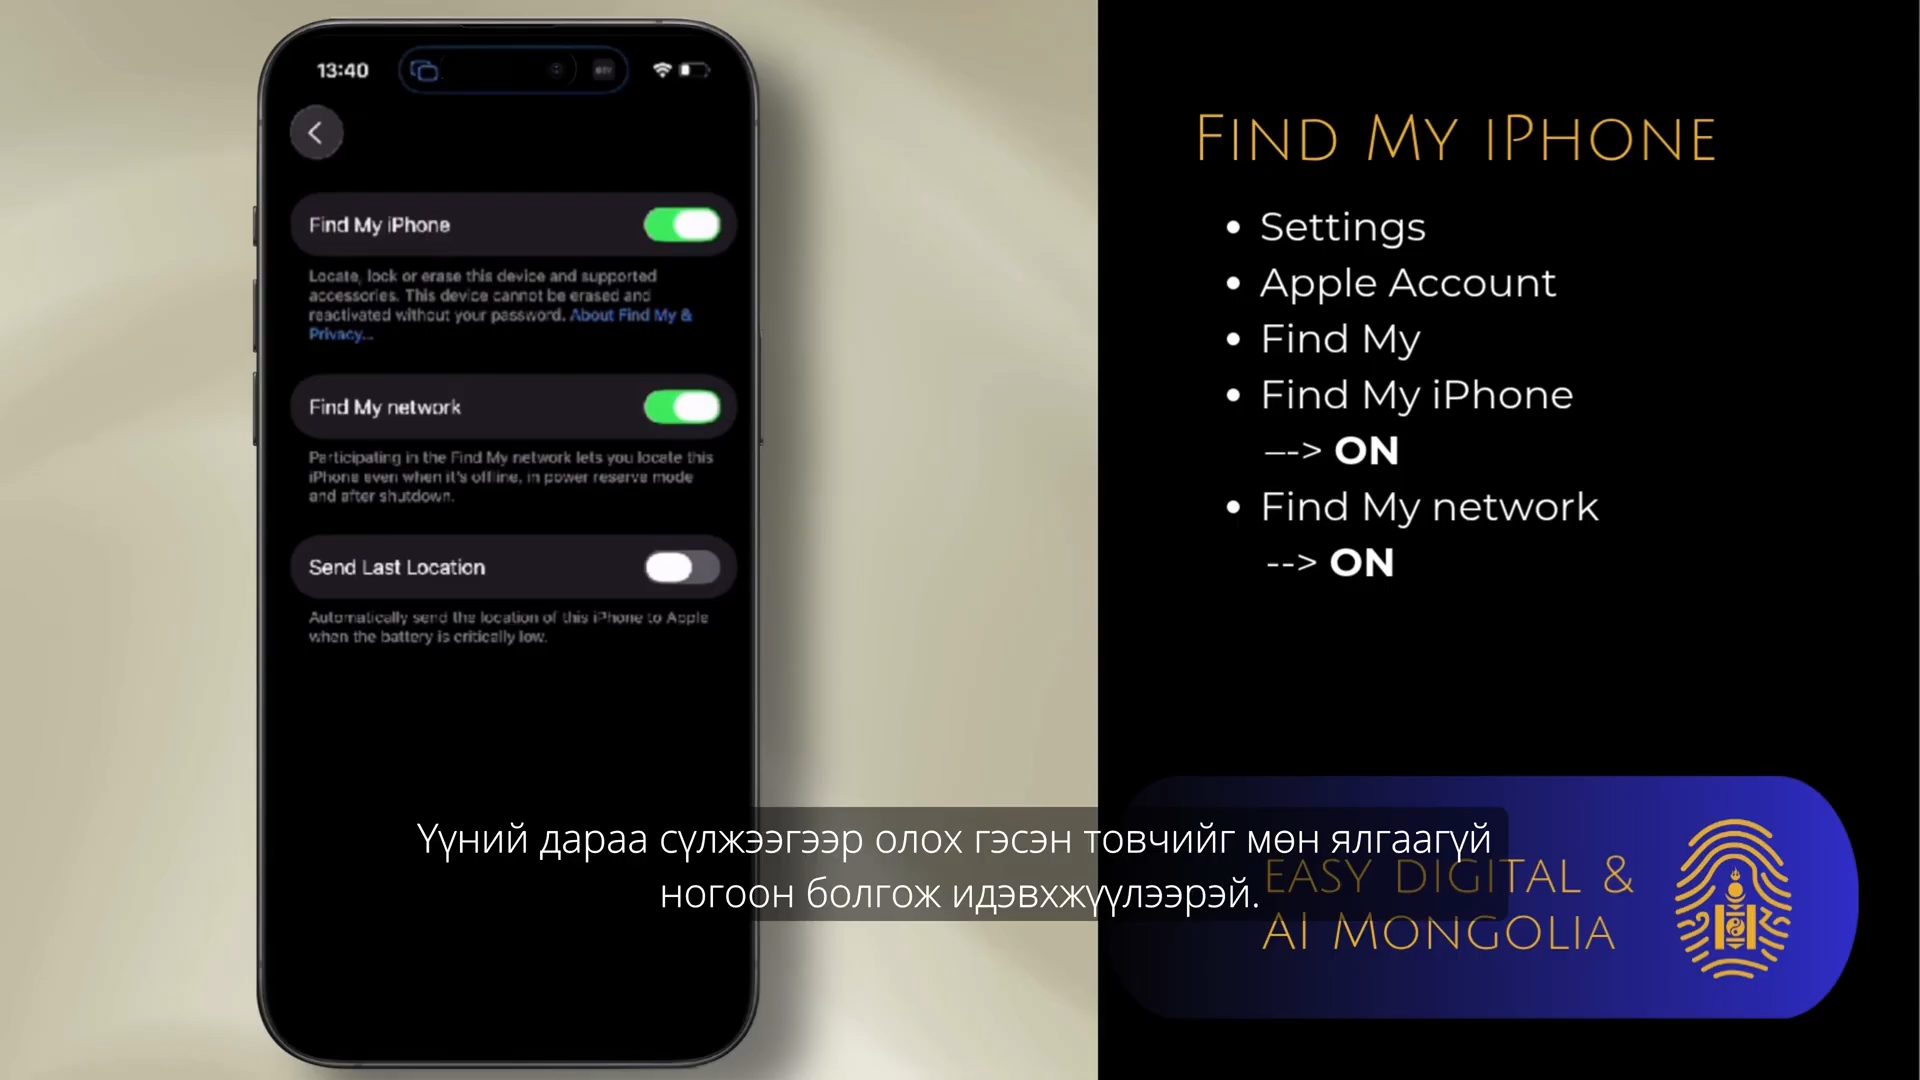 13:40
Find My iPhone
Locate, lock or erase this device and supported
accessories. This device cannot be erased and
reactivated without your password. About Find My &
Privacy...
Find My network
Participating in the Find My network lets you locate this
iPhone even when it's offline, in power reserve mode
and after shutdown.
Send Last Location
Automatically send the location of this iPhone to Apple
when the battery is critically low.
FIND MY IPHONE
• Settings
• Apple Account
• Find My
• Find My iPhone
—-> ON
• Find My network
--> ON
Үүний дараа сүлжээгээр олох гэсэн товчийг мөн ялгаагүй
ногоон болгож идэвхжүүлээрэй.
EASY DIGITAL &
AI MONGOLIA